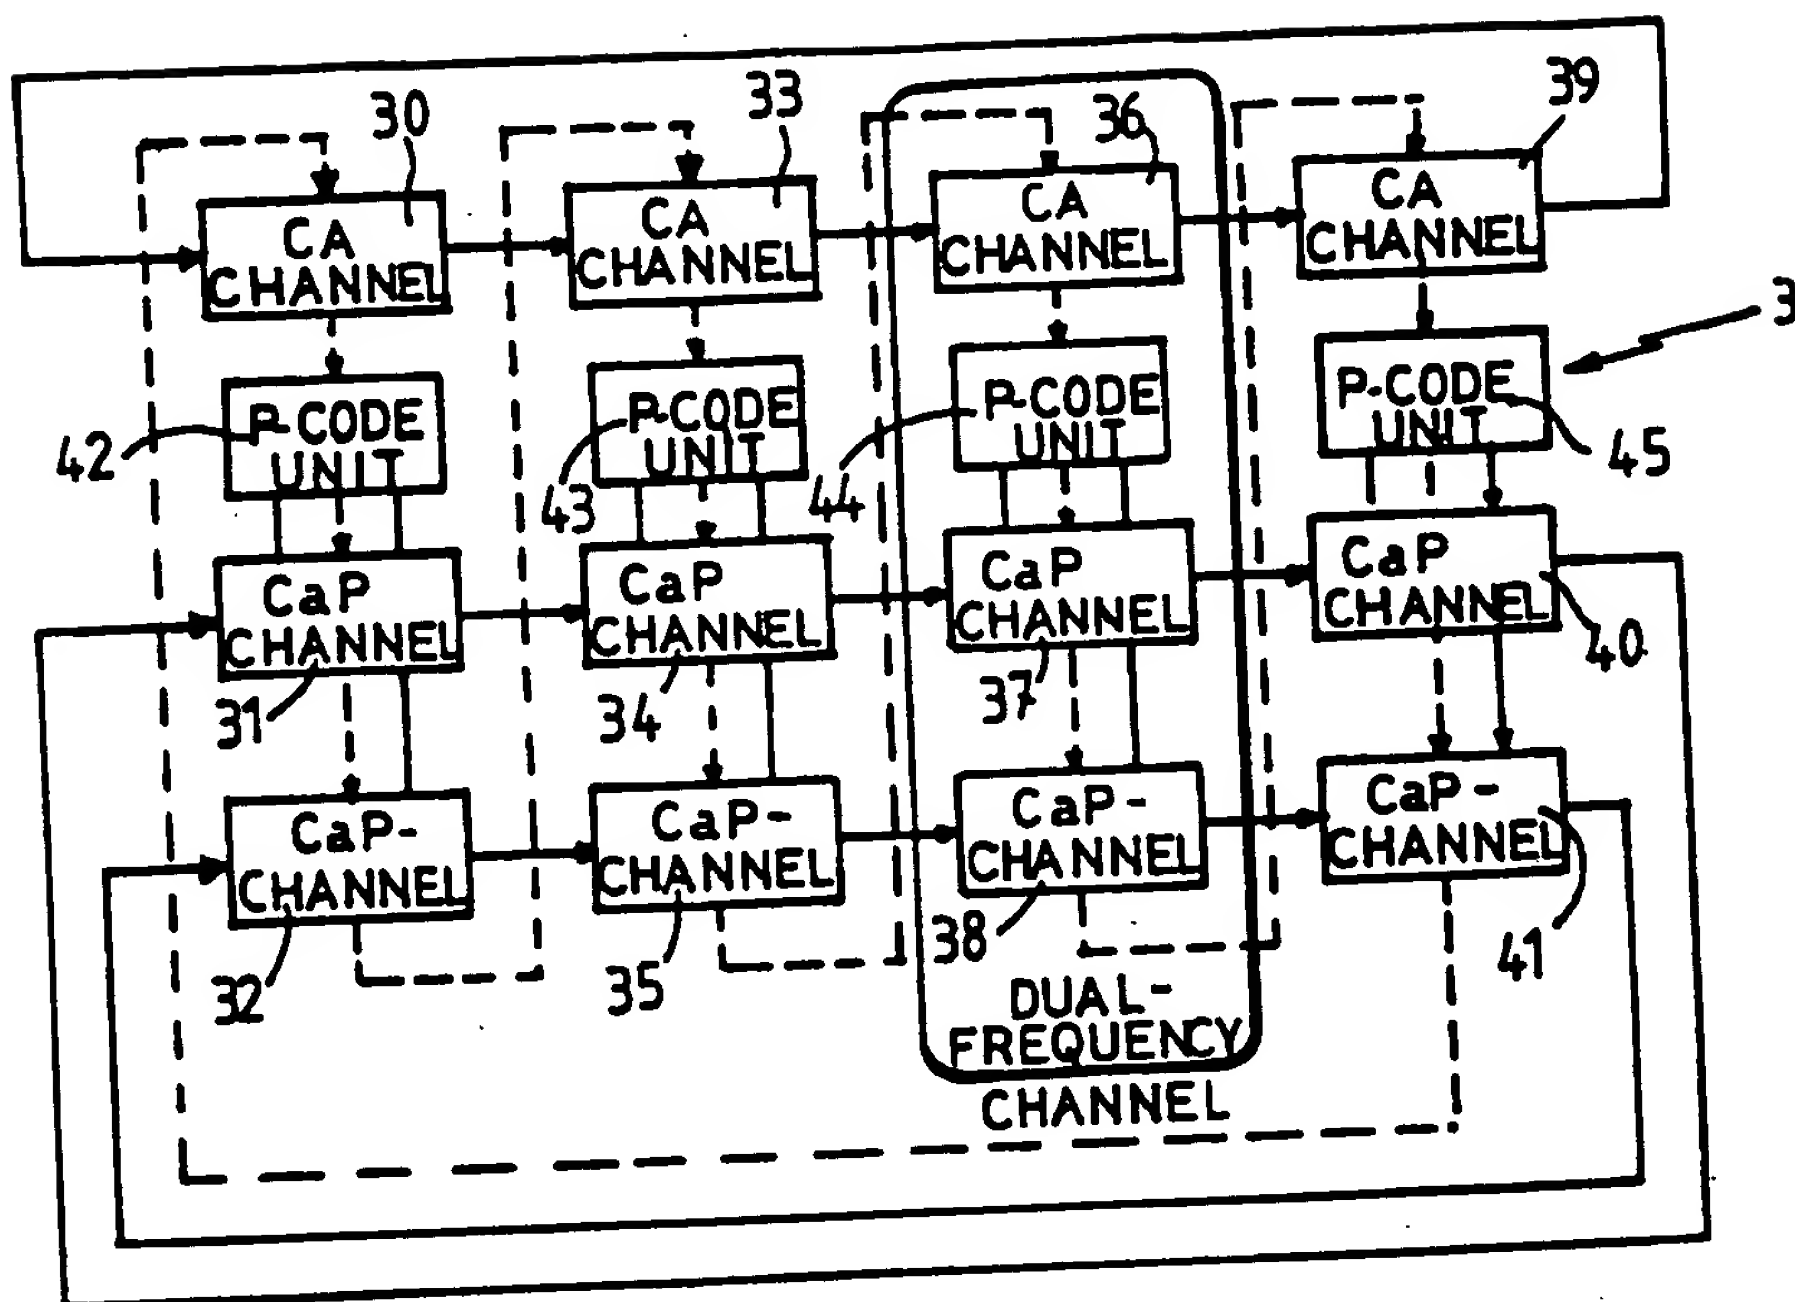 30
33
36
39
CA
CHANNEL
CA
CHANNEL
CA
CHANNEL
CA
CHANNEL
3
P-CODE
UNIT
P-CODE
UNIT
P-CODE
UNIT
P-CODE
UNIT
42
43
44
45
CaP
CHANNEL
CaP
CHANNEL
CaP
CHANNEL
CaP
CHANNEL
31
34
37
40
CaP-
CHANNEL
CaP-
CHANNEL
CaP-
CHANNEL
CaP-
CHANNEL
32
35
38
41
DUAL-
FREQUENCY
CHANNEL